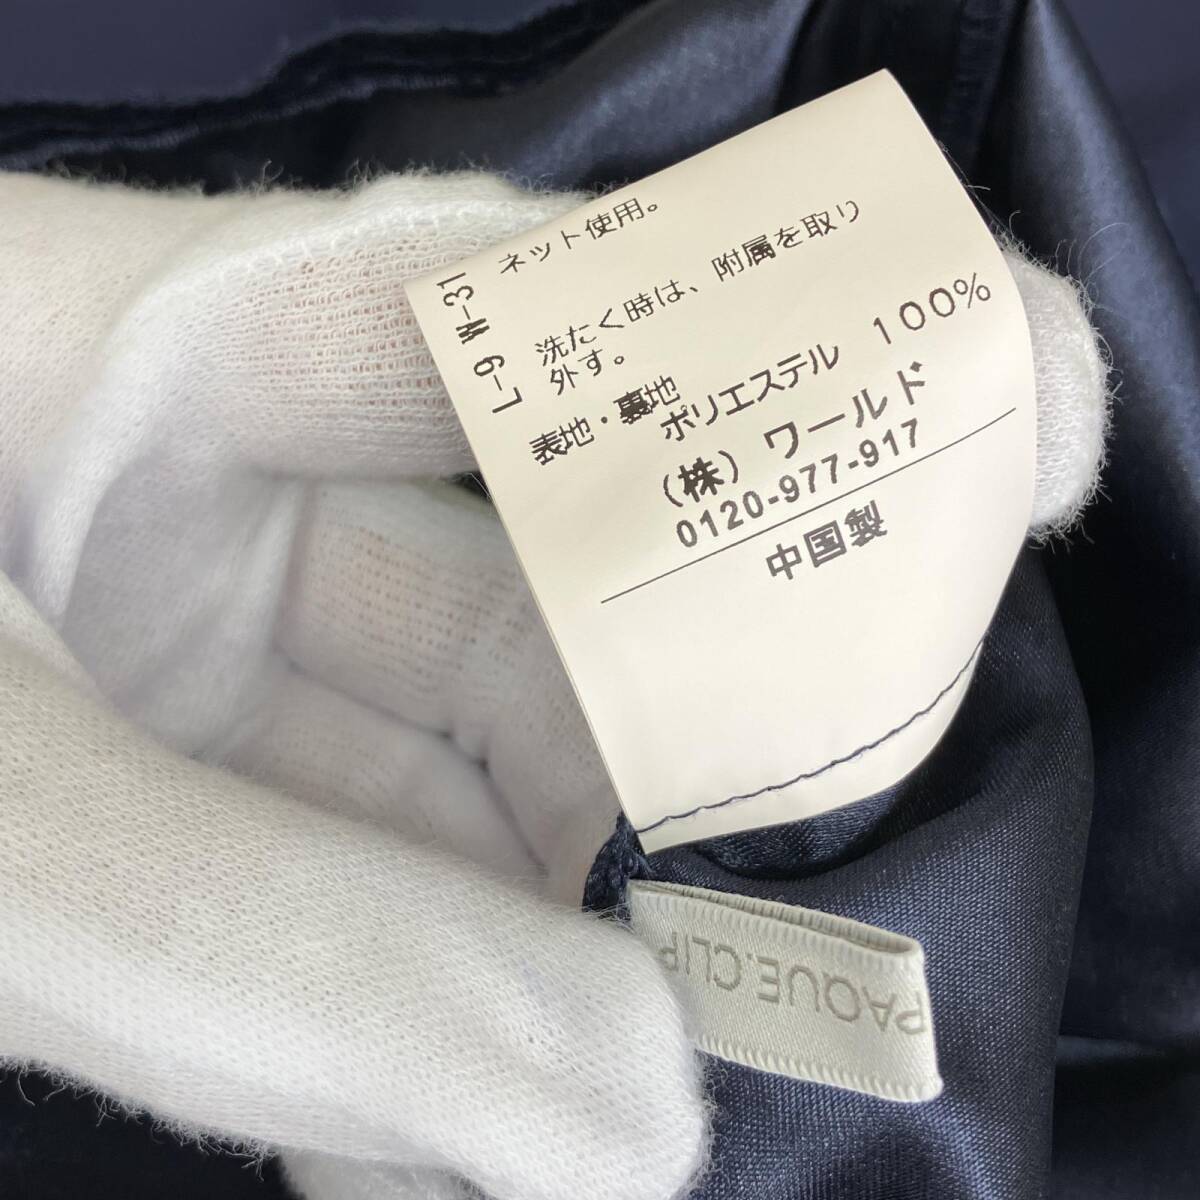 L-9 W-31
ネット使用。
洗たく時は、附属を取り
外す。
表地・裏地
ポリエステル 100%
(株) ワールド
0120-977-917
中国製
PAQUE.CLIP